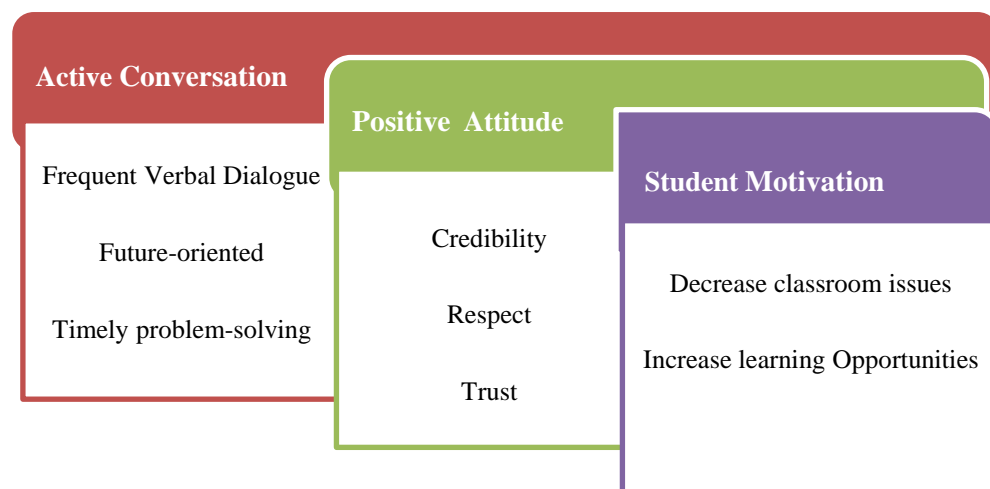 Active Conversation
Frequent Verbal Dialogue
Future-oriented
Timely problem-solving
Positive Attitude
Credibility
Respect
Trust
Student Motivation
Decrease classroom issues
Increase learning Opportunities